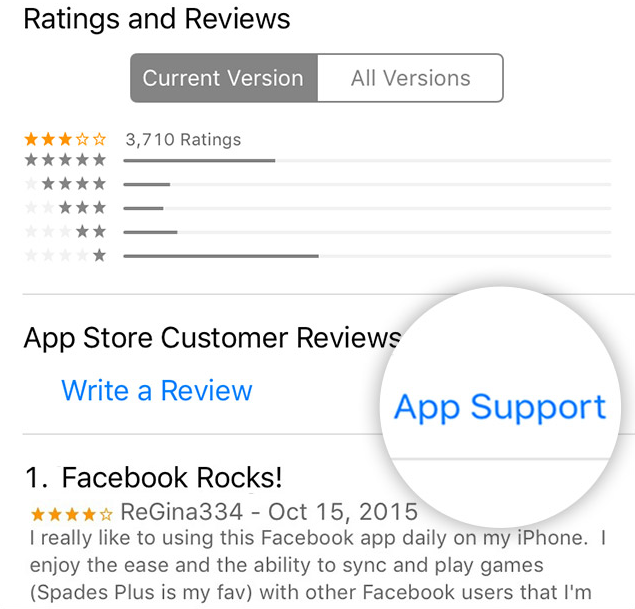 Ratings and Reviews
Current Version
All Versions
3,710 Ratings
App Store Customer Reviews
Write a Review
App Support
1. Facebook Rocks!
ReGina334 - Oct 15, 2015
I really like to using this Facebook app daily on my iPhone. I
enjoy the ease and the ability to sync and play games
(Spades Plus is my fav) with other Facebook users that I'm